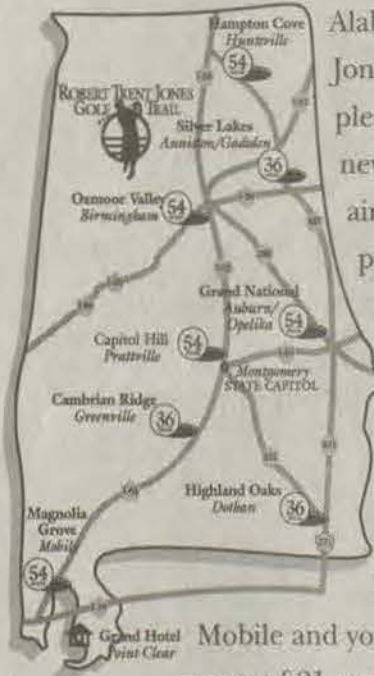 Hampton Cove
Huntsville
54
ROBERT TRENT JONES
GOLF TRAIL
Silver Lakes
Anniston/Gadsden
36
Oxmoor Valley
Birmingham
54
Grand National
Auburn/
Opelika
54
Capitol Hill
Prattville
54
Montgomery
STATE CAPITOL
Cambrian Ridge
Greenville
36
Highland Oaks
Dothan
36
Magnolia
Grove
Mobile
54
Grand Hotel
Point Clear
Alab
Jon
ple
new
air
p
Mobile and yo